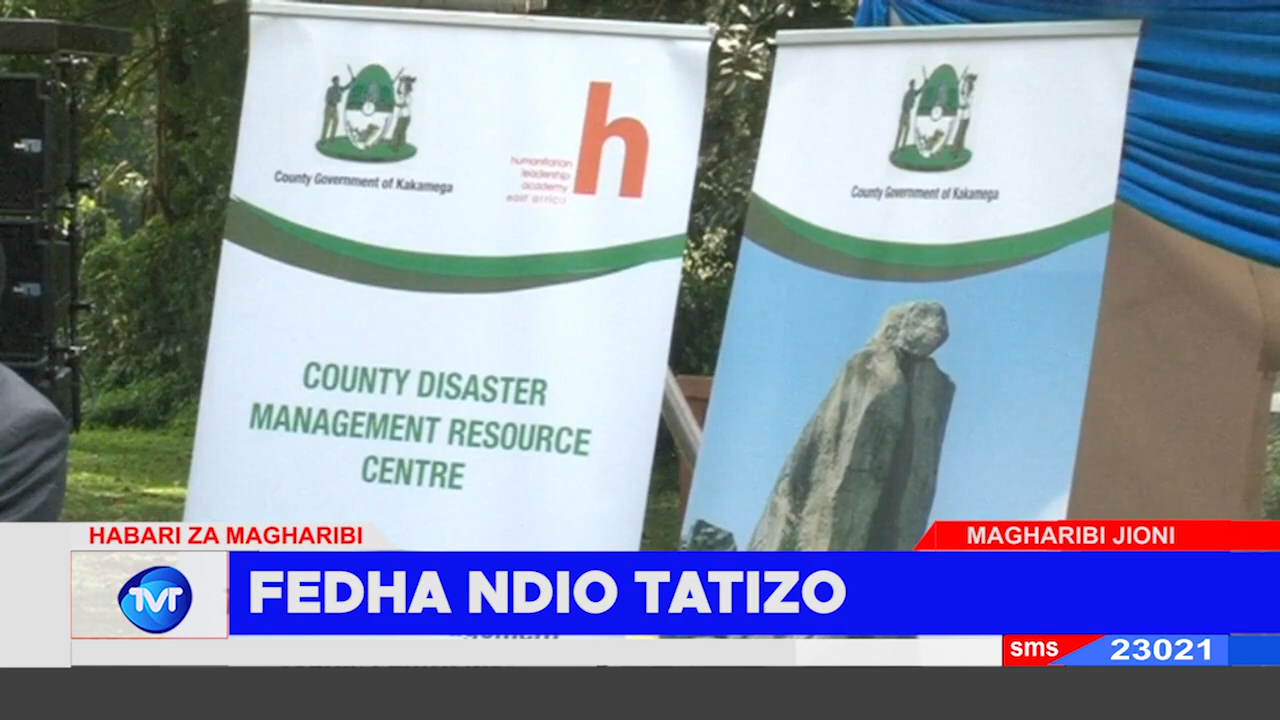 County Government of Kakamega
humanitarian
leadership
academy
east africa
h
County Government of Kakamega
COUNTY DISASTER
MANAGEMENT RESOURCE
CENTRE
HABARI ZA MAGHARIBI
MAGHARIBI JIONI
TVT
FEDHA NDIO TATIZO
sms 23021